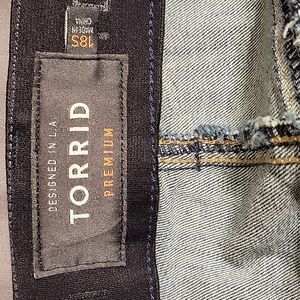 DESIGNED IN L.A.
TORRID
PREMIUM
18S
MADE IN
CHINA